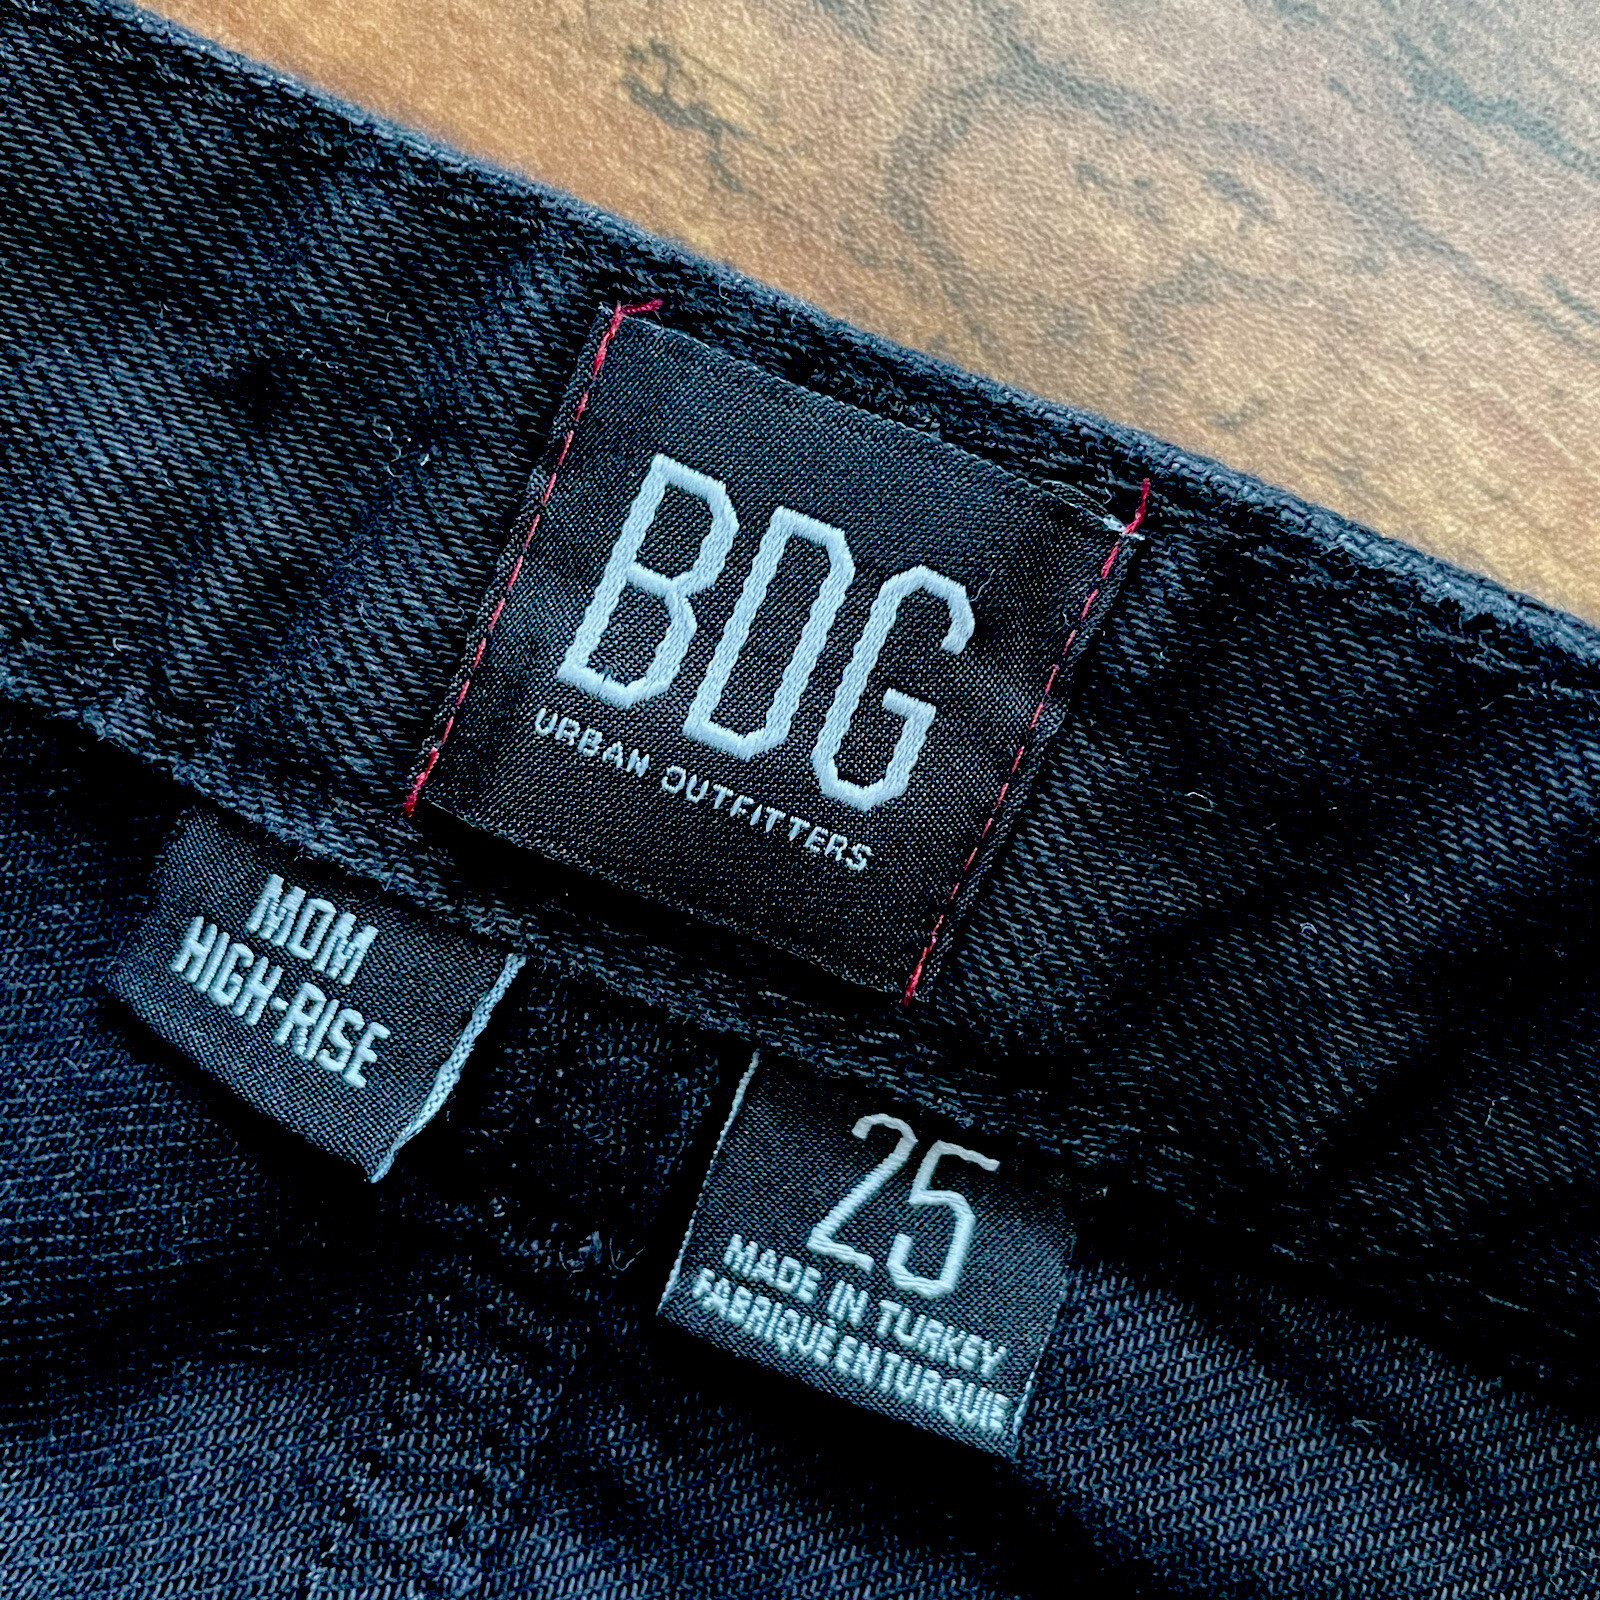 BDG
URBAN OUTFITTERS
MOM
HIGH-RISE
25
MADE IN TURKEY
FABRIQUE EN TURQUIE